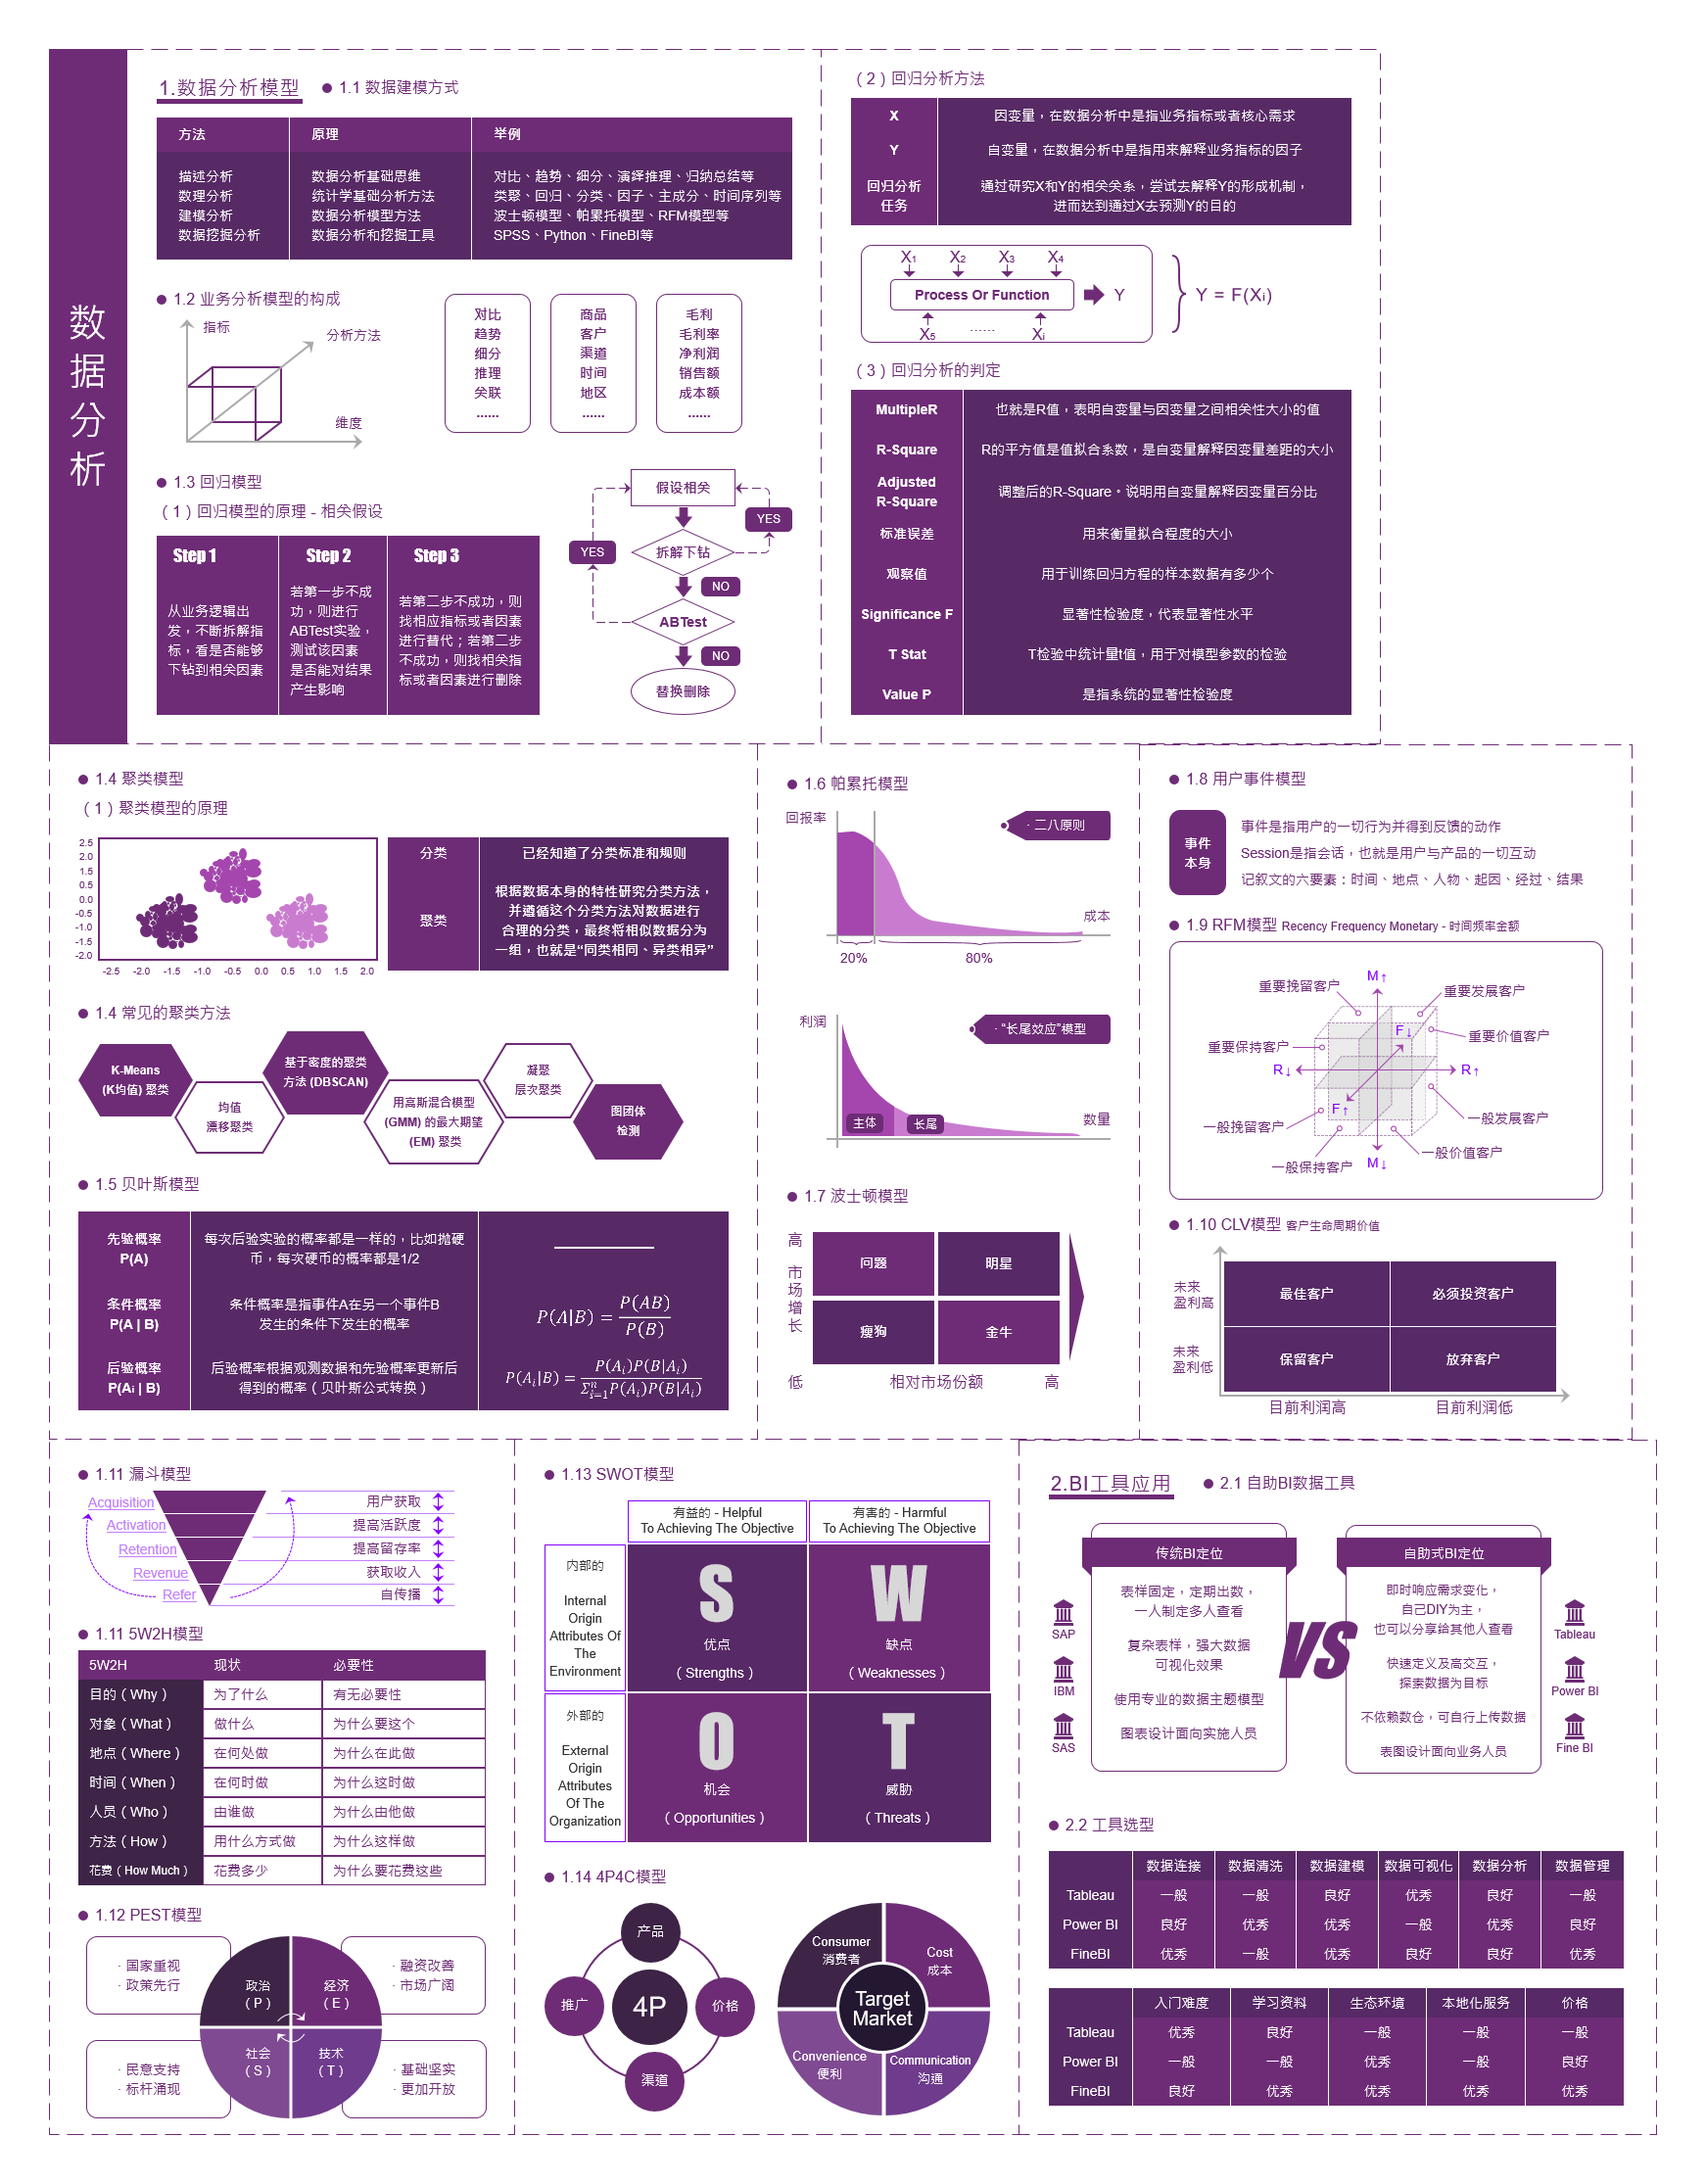 数据分析
1.数据分析模型
● 1.1 数据建模方式
方法 原理 举例
描述分析 数据分析基础思维 对比、趋势、细分、演绎推理、归纳总结等
数理分析 统计学基础分析方法 类聚、回归、分类、因子、主成分、时间序列等
建模分析 数据分析模型方法 波士顿模型、帕累托模型、RFM模型等
数据挖掘分析 数据分析和挖掘工具 SPSS、Python、FineBI等
● 1.2 业务分析模型的构成
指标
分析方法
维度
对比
趋势
细分
推理
关联
......
商品
客户
渠道
时间
地区
......
毛利
毛利率
净利润
销售额
成本额
......
● 1.3 回归模型
（1）回归模型的原理 - 相关假设
Step 1
从业务逻辑出
发，不断拆解指
标，看是否能够
下钻到相关因素
Step 2
若第一步不成
功，则进行
ABTest实验，
测试该因素
是否能对结果
产生影响
Step 3
若第二步不成功，则
找相应指标或者因素
进行替代；若第二步
不成功，则找相关指
标或者因素进行删除
假设相关
YES
YES
拆解下钻
NO
ABTest
NO
替换删除
（2）回归分析方法
X 因变量，在数据分析中是指业务指标或者核心需求
Y 自变量，在数据分析中是指用来解释业务指标的因子
回归分析
任务
通过研究X和Y的相关关系，尝试去解释Y的形成机制，
进而达到通过X去预测Y的目的
X1 X2 X3 X4
Process Or Function
Y
X5 ...... Xi
Y = F(Xi)
（3）回归分析的判定
MultipleR 也就是R值，表明自变量与因变量之间相关性大小的值
R-Square R的平方值是值拟合系数，是自变量解释因变量差距的大小
Adjusted
R-Square
调整后的R-Square・说明用自变量解释因变量百分比
标准误差 用来衡量拟合程度的大小
观察值 用于训练回归方程的样本数据有多少个
Significance F 显著性检验度，代表显著性水平
T Stat T检验中统计量t值，用于对模型参数的检验
Value P 是指系统的显著性检验度
● 1.4 聚类模型
（1）聚类模型的原理
2.5
2.0
1.5
0.5
0.0
-0.5
-1.0
-1.5
-2.0
-2.5 -2.0 -1.5 -1.0 -0.5 0.0 0.5 1.0 1.5 2.0
分类 已经知道了分类标准和规则
聚类
根据数据本身的特性研究分类方法，
并遵循这个分类方法对数据进行
合理的分类，最终将相似数据分为
一组，也就是“同类相同、异类相异”
● 1.4 常见的聚类方法
K-Means
(K均值) 聚类
均值
漂移聚类
基于密度的聚类
方法 (DBSCAN)
用高斯混合模型
(GMM) 的最大期望
(EM) 聚类
凝聚
层次聚类
图团体
检测
● 1.5 贝叶斯模型
先验概率
P(A)
每次后验实验的概率都是一样的，比如抛硬
币，每次硬币的概率都是1/2
条件概率
P(A | B)
条件概率是指事件A在另一个事件B
发生的条件下发生的概率
P(A|B) = P(AB) / P(B)
后验概率
P(Ai | B)
后验概率根据观测数据和先验概率更新后
得到的概率（贝叶斯公式转换）
P(Ai|B) = P(Ai)P(B|Ai) / Σⁿi=1 P(Ai)P(B|Ai)
● 1.6 帕累托模型
回报率
· 二八原则
成本
20% 80%
利润
· “长尾效应”模型
主体 长尾
数量
● 1.7 波士顿模型
高
市场增长
低
问题 明星
瘦狗 金牛
相对市场份额 高
● 1.8 用户事件模型
事件
本身
事件是指用户的一切行为并得到反馈的动作
Session是指会话，也就是用户与产品的一切互动
记叙文的六要素：时间、地点、人物、起因、经过、结果
● 1.9 RFM模型 Recency Frequency Monetary - 时间频率金额
M↑
重要挽留客户 重要发展客户
F↓
重要保持客户 重要价值客户
R↓ R↑
F↑
一般挽留客户 一般发展客户
一般保持客户 一般价值客户
M↓
● 1.10 CLV模型 客户生命周期价值
未来
盈利高
最佳客户 必须投资客户
未来
盈利低
保留客户 放弃客户
目前利润高 目前利润低
● 1.11 漏斗模型
Acquisition 用户获取
Activation 提高活跃度
Retention 提高留存率
Revenue 获取收入
Refer 自传播
● 1.11 5W2H模型
5W2H 现状 必要性
目的（Why） 为了什么 有无必要性
对象（What） 做什么 为什么要这个
地点（Where） 在何处做 为什么在此做
时间（When） 在何时做 为什么这时做
人员（Who） 由谁做 为什么由他做
方法（How） 用什么方式做 为什么这样做
花费（How Much） 花费多少 为什么要花费这些
● 1.12 PEST模型
· 国家重视
· 政策先行
政治
（P）
经济
（E）
· 融资改善
· 市场广阔
· 民意支持
· 标杆涌现
社会
（S）
技术
（T）
· 基础坚实
· 更加开放
● 1.13 SWOT模型
有益的 - Helpful
To Achieving The Objective
有害的 - Harmful
To Achieving The Objective
内部的
Internal
Origin
Attributes Of
The
Environment
S
优点
（Strengths）
W
缺点
（Weaknesses）
外部的
External
Origin
Attributes
Of The
Organization
O
机会
（Opportunities）
T
威胁
（Threats）
● 1.14 4P4C模型
产品
推广
4P
价格
渠道
Consumer
消费者
Cost
成本
Target
Market
Convenience
便利
Communication
沟通
2.BI工具应用
● 2.1 自助BI数据工具
传统BI定位
表样固定，定期出数，
一人制定多人查看
复杂表样，强大数据
可视化效果
使用专业的数据主题模型
图表设计面向实施人员
SAP
IBM
SAS
VS
自助式BI定位
即时响应需求变化，
自己DIY为主，
也可以分享给其他人查看
快速定义及高交互，
探索数据为目标
不依赖数仓，可自行上传数据
表图设计面向业务人员
Tableau
Power BI
Fine BI
● 2.2 工具选型
数据连接 数据清洗 数据建模 数据可视化 数据分析 数据管理
Tableau 一般 一般 良好 优秀 良好 一般
Power BI 良好 优秀 优秀 一般 优秀 良好
FineBI 优秀 一般 优秀 良好 良好 优秀
入门难度 学习资料 生态环境 本地化服务 价格
Tableau 优秀 良好 一般 一般 一般
Power BI 一般 一般 优秀 一般 良好
FineBI 良好 优秀 优秀 优秀 优秀